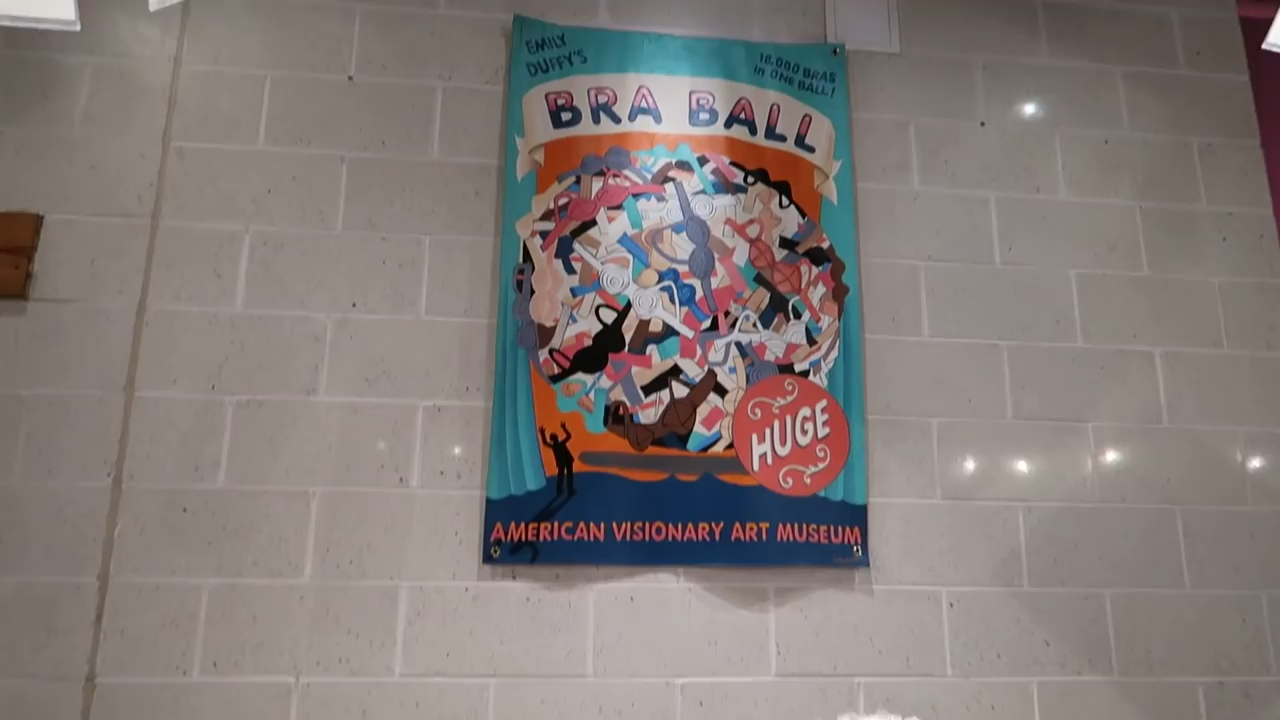 EMILY
DUFFY'S
18,000 BRAS
in ONE BALL!
BRA BALL
HUGE
AMERICAN VISIONARY ART MUSEUM